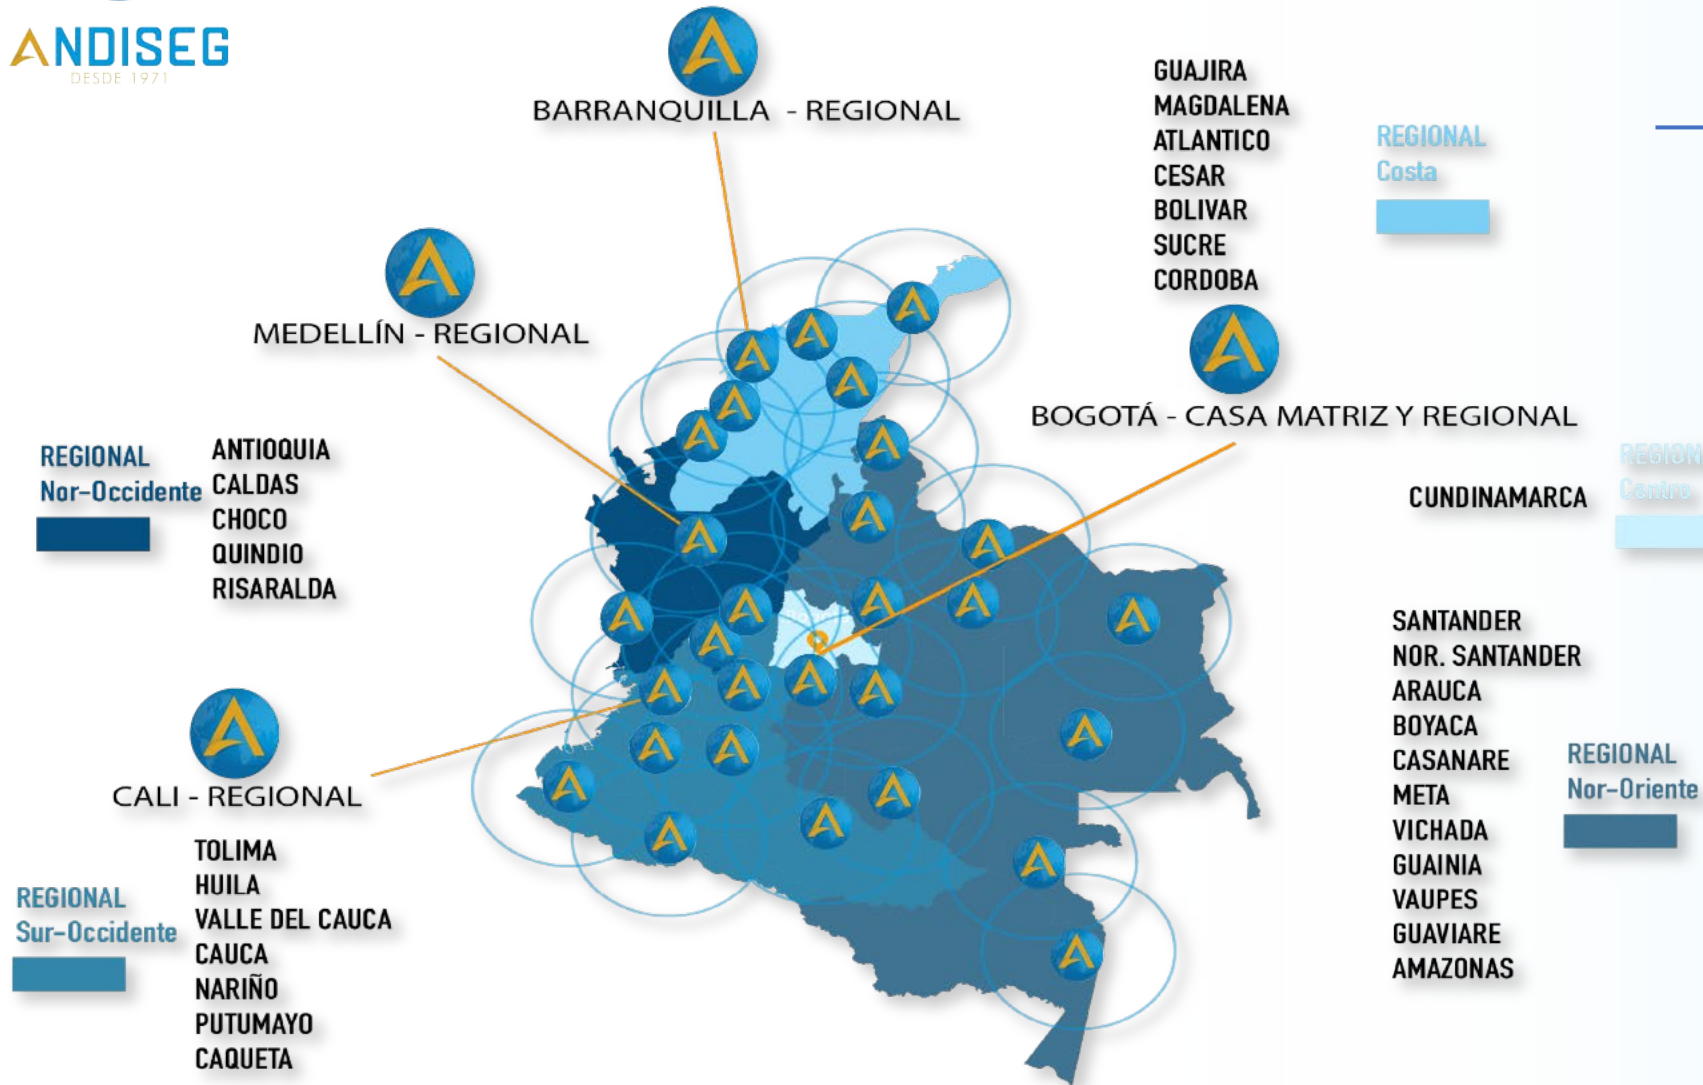 ANDISEG
DESDE 1971
BARRANQUILLA - REGIONAL
GUAJIRA
MAGDALENA
ATLANTICO
CESAR
BOLIVAR
SUCRE
CORDOBA
REGIONAL
Costa
MEDELLÍN - REGIONAL
BOGOTÁ - CASA MATRIZ Y REGIONAL
REGIONAL
Nor-Occidente
ANTIOQUIA
CALDAS
CHOCO
QUINDIO
RISARALDA
CUNDINAMARCA
REGION
Centro
CALI - REGIONAL
SANTANDER
NOR. SANTANDER
ARAUCA
BOYACA
CASANARE
META
VICHADA
GUAINIA
VAUPES
GUAVIARE
AMAZONAS
REGIONAL
Nor-Oriente
REGIONAL
Sur-Occidente
TOLIMA
HUILA
VALLE DEL CAUCA
CAUCA
NARIÑO
PUTUMAYO
CAQUETA